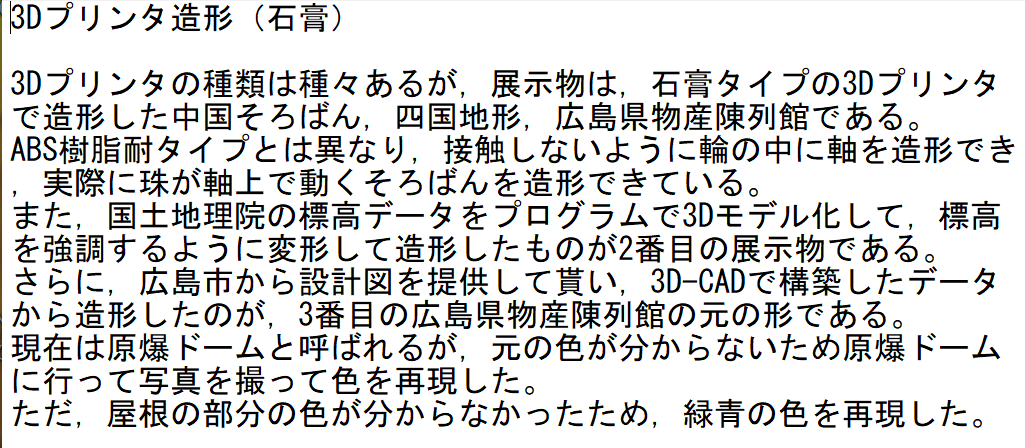 3Dプリンタ造形（石膏）
3Dプリンタの種類は種々あるが，展示物は，石膏タイプの3Dプリンタ
で造形した中国そろばん，四国地形，広島県物産陳列館である。
ABS樹脂耐タイプとは異なり，接触しないように輪の中に軸を造形でき
，実際に珠が軸上で動くそろばんを造形できている。
また，国土地理院の標高データをプログラムで3Dモデル化して，標高
を強調するように変形して造形したものが2番目の展示物である。
さらに，広島市から設計図を提供して貰い，3D-CADで構築したデータ
から造形したのが，3番目の広島県物産陳列館の元の形である。
現在は原爆ドームと呼ばれるが，元の色が分からないため原爆ドーム
に行って写真を撮って色を再現した。
ただ，屋根の部分の色が分からなかったため，緑青の色を再現した。